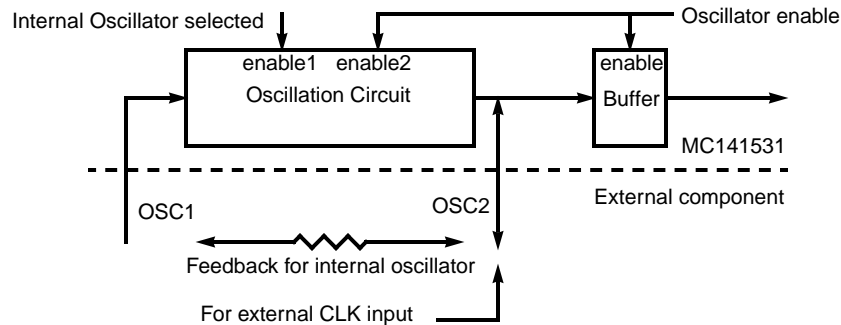 Internal Oscillator selected
Oscillator enable
enable1 enable2
enable
Oscillation Circuit
Buffer
MC141531
External component
OSC1
OSC2
Feedback for internal oscillator
For external CLK input